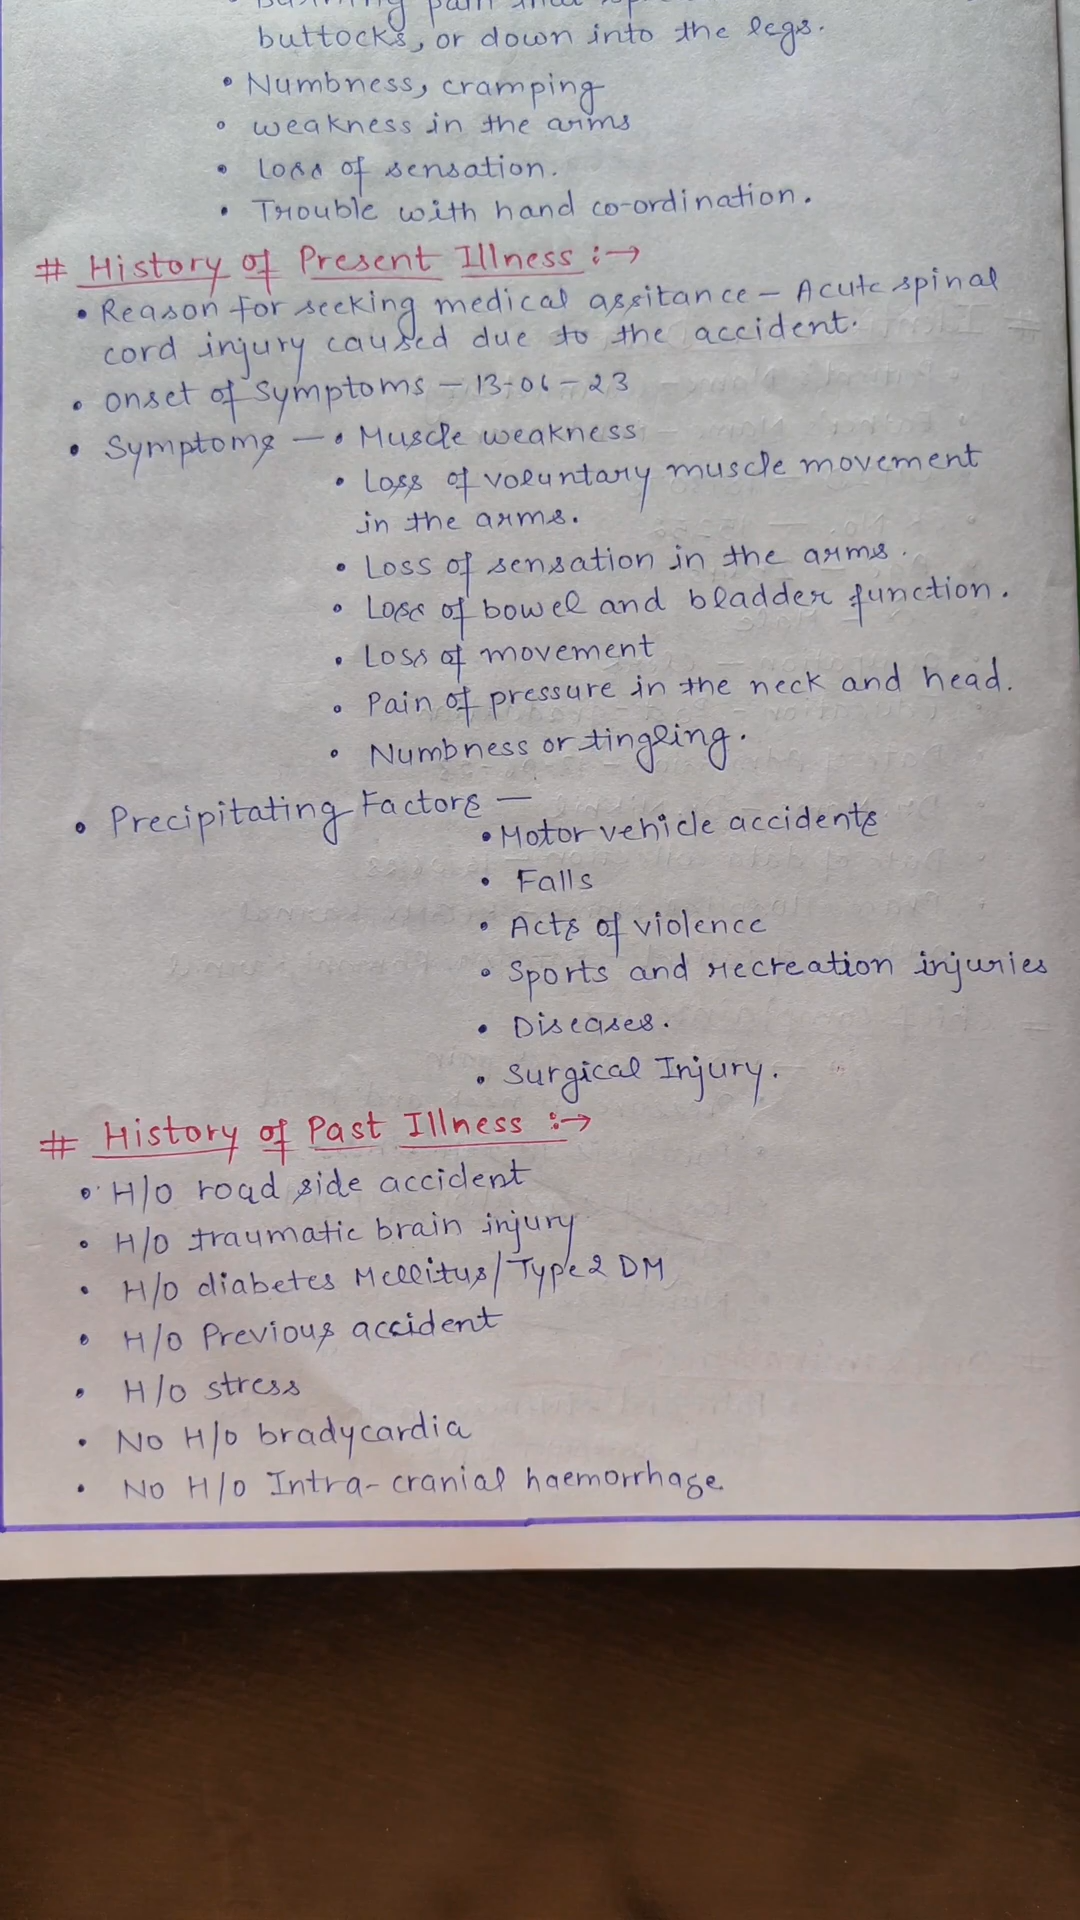 Burning pain that
buttocks, or down into the legs.
• Numbness, cramping
• weakness in the arms
• Loss of sensation.
• Trouble with hand co-ordination.
# History of Present Illness :→
• Reason for seeking medical assitance - Acute spinal
cord injury caused due to the accident.
• onset of symptoms - 13-06-23
• Symptoms - • Muscle weakness
• Loss of voluntary muscle movement
in the arms.
• Loss of sensation in the arms.
• Loss of bowel and bladder function.
• Loss of movement
• Pain of pressure in the neck and head.
• Numbness or tingling.
• Precipitating Factors -
• Motor vehicle accidents
• Falls
• Acts of violence
• Sports and recreation injuries
• Diseases.
• Surgical Injury.
# History of Past Illness :→
• H/O road side accident
• H/O traumatic brain injury
• H/O diabetes Mellitus/Type 2 DM
• H/O Previous accident
• H/O stress
• No H/O bradycardia
• No H/O Intra-cranial haemorrhage